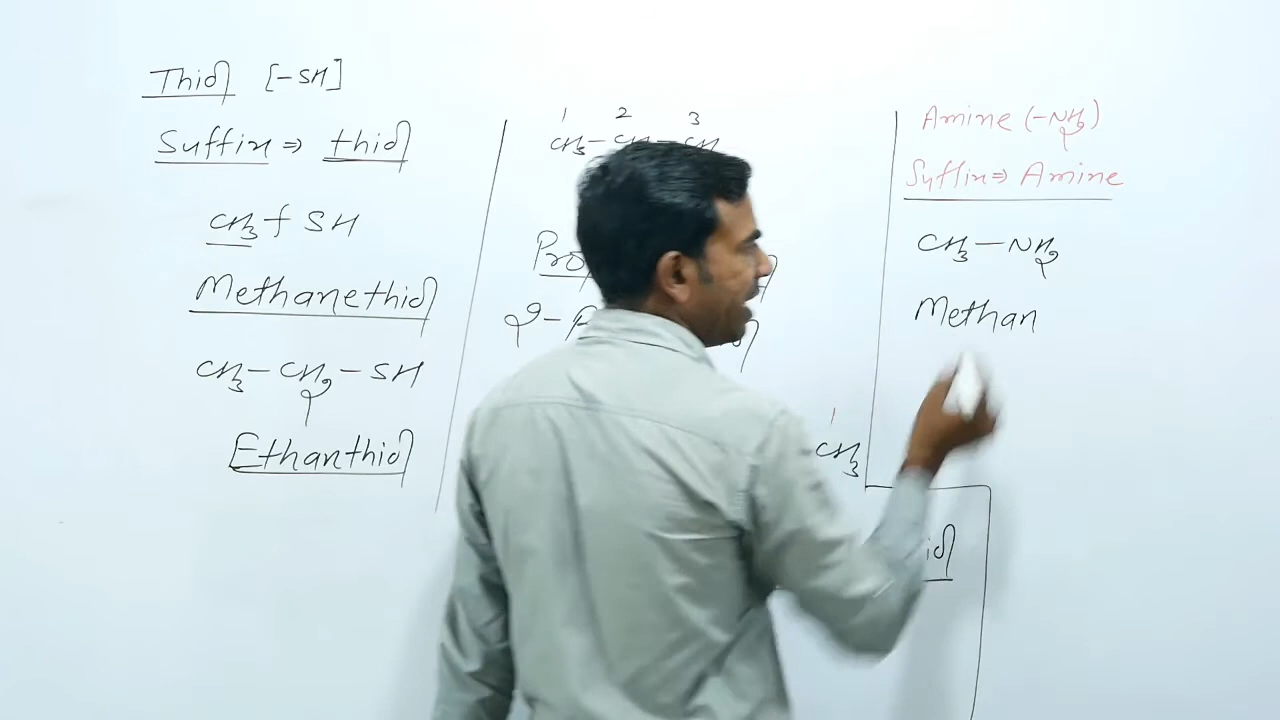 Thiol [-SH]
Suffix ⇒ thiol
CH3 + SH
Methanethiol
CH3 - CH2 - SH
Ethanthiol
1 2 3
CH3 - CH - CH
2-
1
CH3
Amine (-NH2)
Suffix ⇒ Amine
CH3 - NH2
Methan